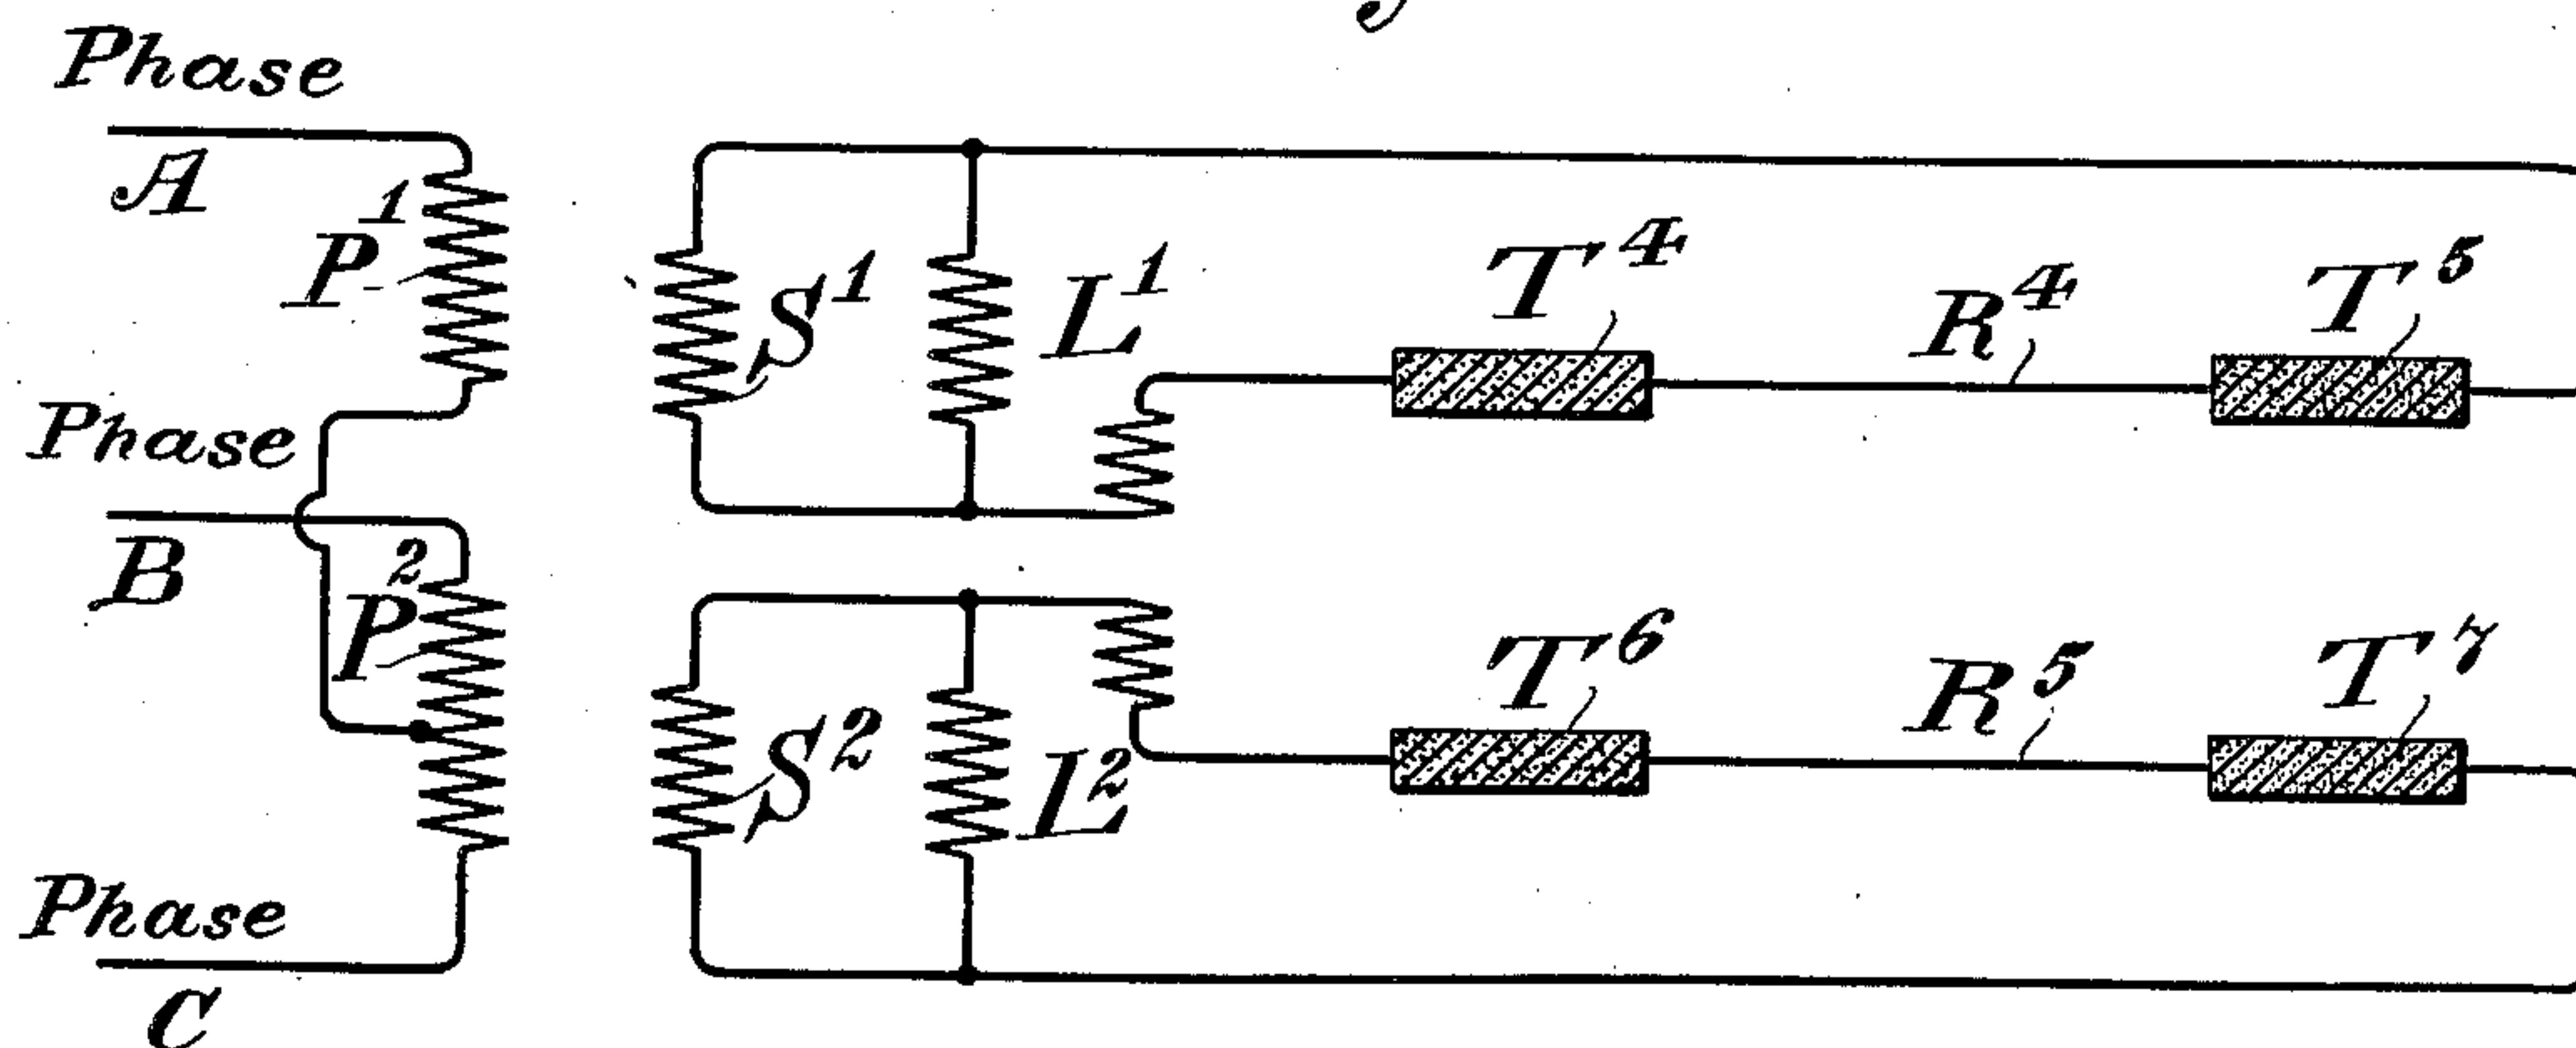 Phase
A
P¹
S¹
L¹
T⁴
R⁴
T⁵
Phase
B
P²
S²
L²
T⁶
R⁵
T⁷
Phase
C